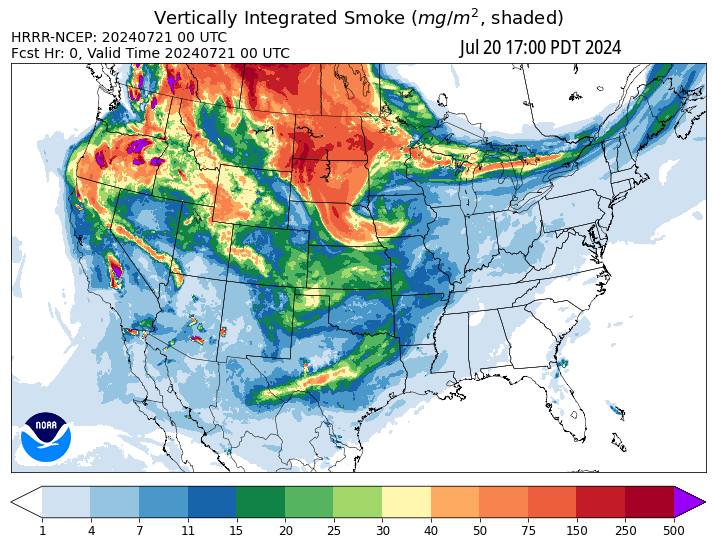 Vertically Integrated Smoke (mg/m², shaded)
HRRR-NCEP: 20240721 00 UTC
Fcst Hr: 0, Valid Time 20240721 00 UTC
Jul 20 17:00 PDT 2024
NOAA
1 4 7 11 15 20 25 30 40 50 75 150 250 500